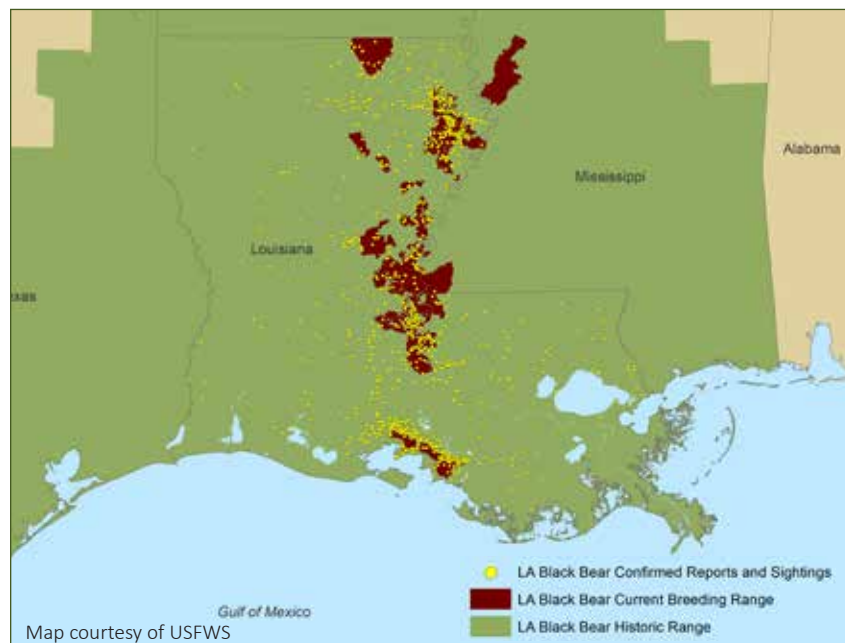 Alabama
Mississippi
Louisiana
exas
LA Black Bear Confirmed Reports and Sightings
LA Black Bear Current Breeding Range
LA Black Bear Historic Range
Gulf of Mexico
Map courtesy of USFWS